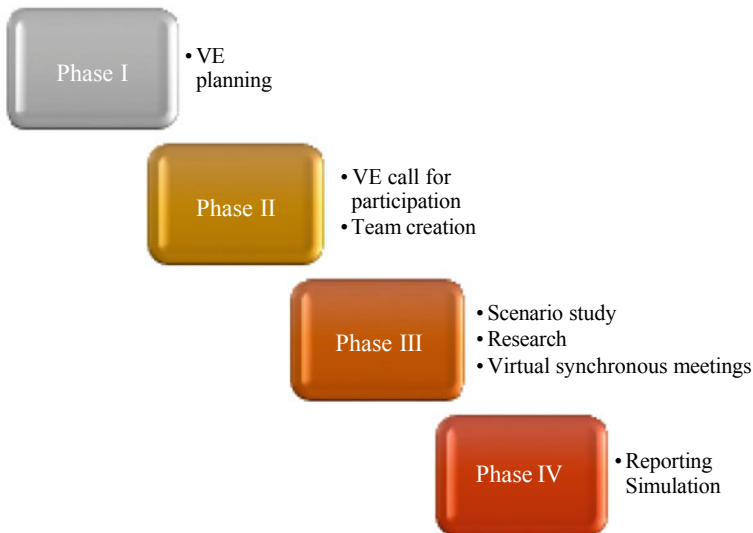 Phase I
• VE
planning
Phase II
• VE call for
participation
• Team creation
Phase III
• Scenario study
• Research
• Virtual synchronous meetings
Phase IV
• Reporting
Simulation